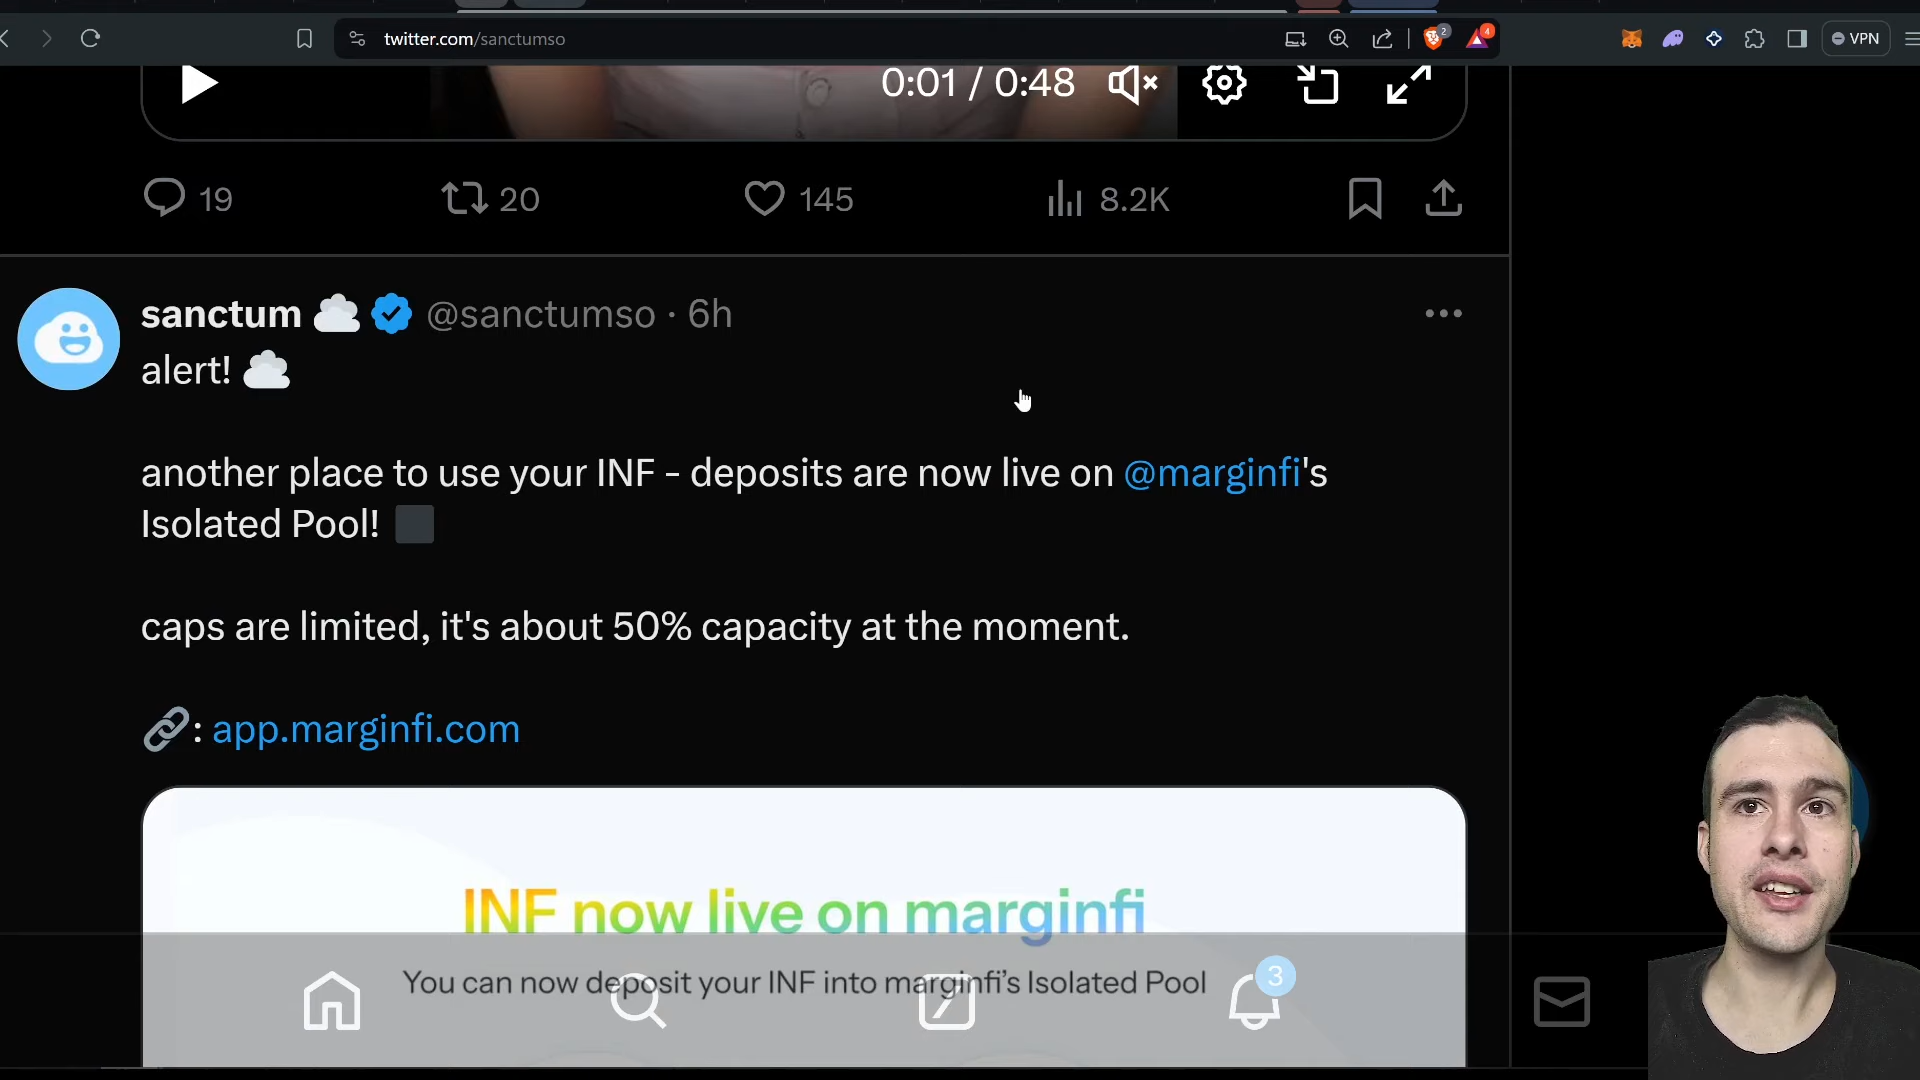 twitter.com/sanctumso
2
4
VPN
0:01 / 0:48
19
20
145
8.2K
sanctum @sanctumso · 6h
alert!
another place to use your INF - deposits are now live on @marginfi's
Isolated Pool!
caps are limited, it's about 50% capacity at the moment.
: app.marginfi.com
INF now live on marginfi
You can now deposit your INF into marginfi's Isolated Pool
3